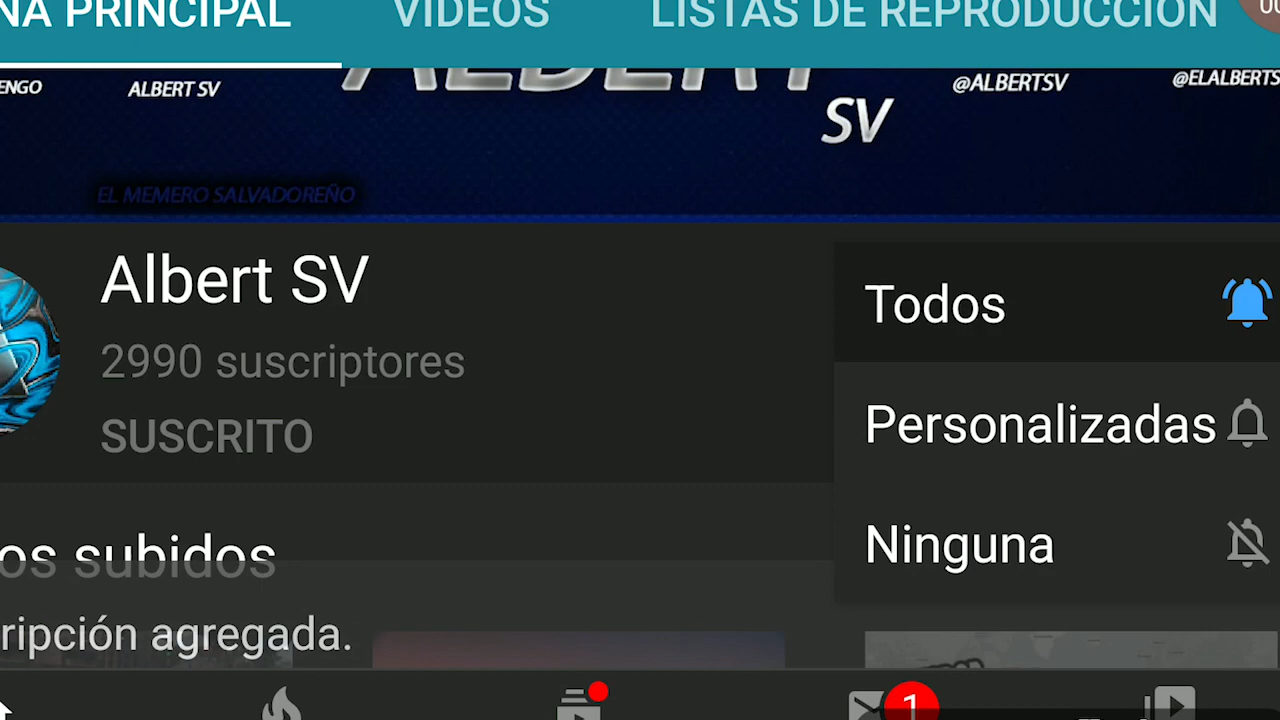 NA PRINCIPAL
VIDEOS
LISTAS DE REPRODUCCIÓN
ENGO
ALBERT SV
ALBERT
SV
@ALBERTSV
@ELALBERTS
EL MEMERO SALVADOREÑO
Albert SV
2990 suscriptores
SUSCRITO
Todos
Personalizadas
Ninguna
os subidos
ripción agregada.
1